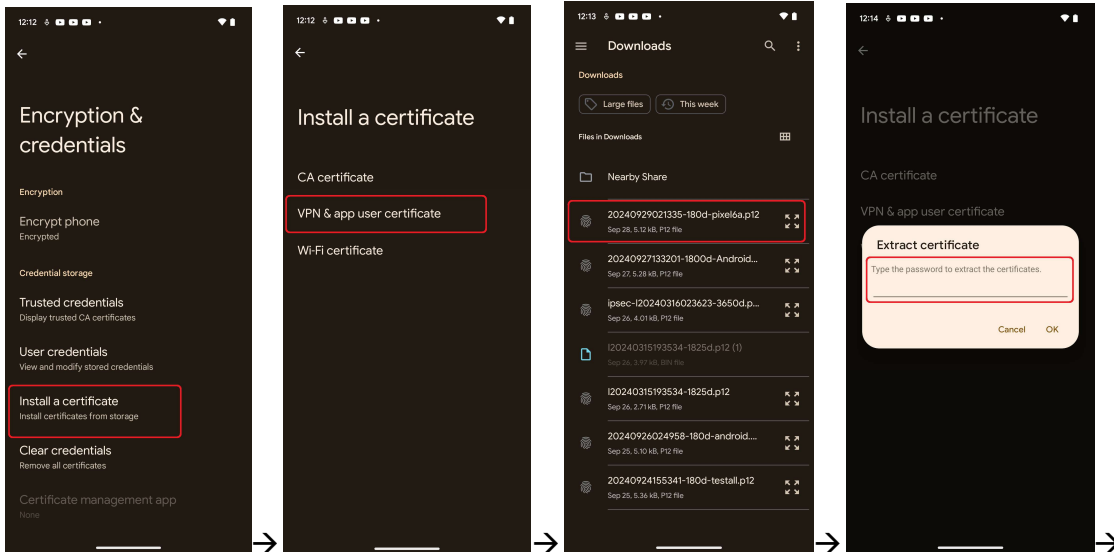 12:12
Encryption &
credentials
Encryption
Encrypt phone
Encrypted
Credential storage
Trusted credentials
Display trusted CA certificates
User credentials
View and modify stored credentials
Install a certificate
Install certificates from storage
Clear credentials
Remove all certificates
Certificate management app
None
12:12
Install a certificate
CA certificate
VPN & app user certificate
Wi-Fi certificate
12:13
Downloads
Downloads
Large files
This week
Files in Downloads
Nearby Share
20240929021335-180d-pixel6a.p12
Sep 28, 5.12 kB, P12 file
20240927133201-1800d-Android...
Sep 27, 5.28 kB, P12 file
ipsec-I20240316023623-3650d.p...
Sep 26, 4.01 kB, P12 file
I20240315193534-1825d.p12 (1)
Sep 26, 3.97 kB, BIN file
I20240315193534-1825d.p12
Sep 26, 2.71 kB, P12 file
20240926024958-180d-android....
Sep 25, 5.10 kB, P12 file
20240924155341-180d-testall.p12
Sep 25, 5.36 kB, P12 file
12:14
Install a certificate
CA certificate
VPN & app user certificate
Extract certificate
Type the password to extract the certificates.
Cancel OK